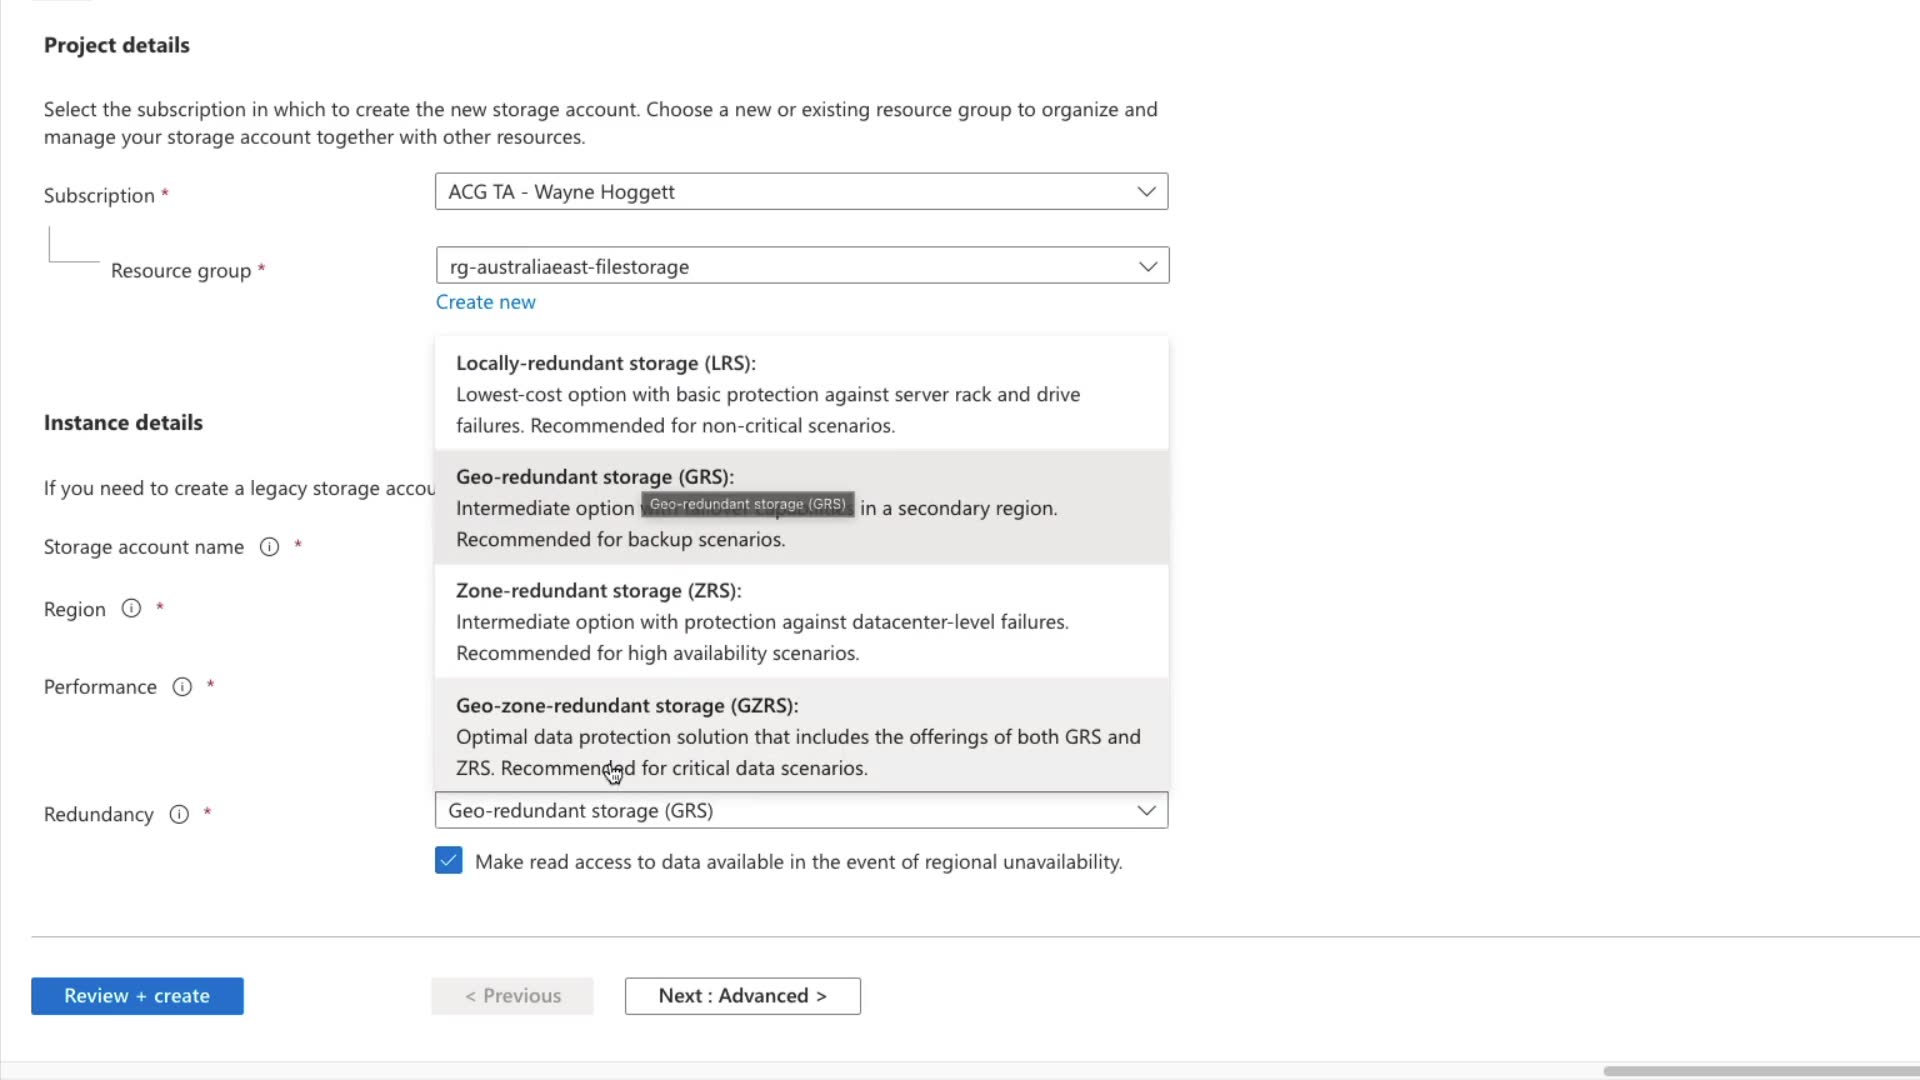 Project details
Select the subscription in which to create the new storage account. Choose a new or existing resource group to organize and
manage your storage account together with other resources.
Subscription *
ACG TA - Wayne Hoggett
Resource group *
rg-australiaeast-filestorage
Create new
Locally-redundant storage (LRS):
Lowest-cost option with basic protection against server rack and drive
failures. Recommended for non-critical scenarios.
Instance details
Geo-redundant storage (GRS):
If you need to create a legacy storage accou
Intermediate option in a secondary region.
Geo-redundant storage (GRS)
Recommended for backup scenarios.
Storage account name *
Zone-redundant storage (ZRS):
Region *
Intermediate option with protection against datacenter-level failures.
Recommended for high availability scenarios.
Performance *
Geo-zone-redundant storage (GZRS):
Optimal data protection solution that includes the offerings of both GRS and
ZRS. Recommended for critical data scenarios.
Redundancy *
Geo-redundant storage (GRS)
Make read access to data available in the event of regional unavailability.
Review + create
< Previous
Next : Advanced >